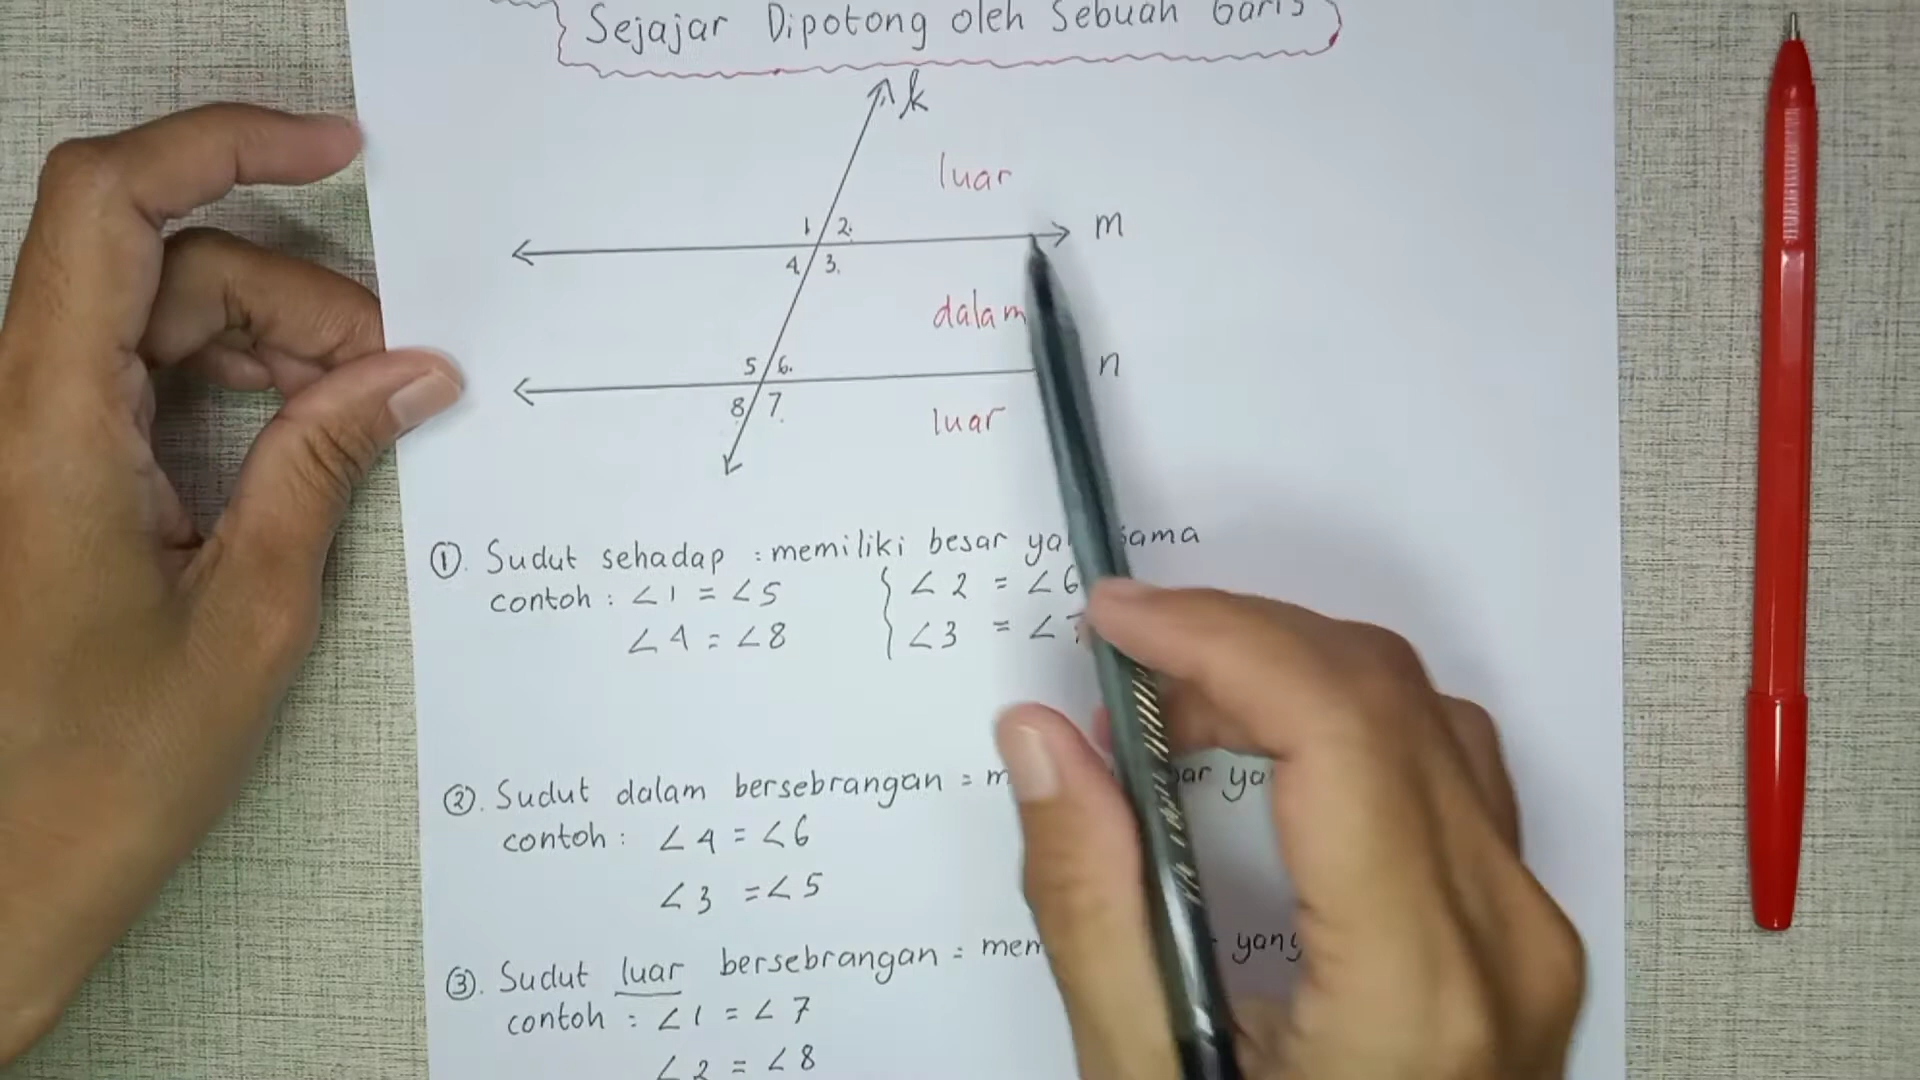 Sejajar Dipotong oleh Sebuah Garis
k
luar
1 2.
m
4 3.
dalam
5 6.
n
8 7.
luar
① Sudut sehadap : memiliki besar sama
contoh : ∠1 = ∠5 { ∠2 = ∠6
∠4 = ∠8 ∠3 = ∠7
②. Sudut dalam bersebrangan =
contoh : ∠4 = ∠6
∠3 = ∠5
③. Sudut luar bersebrangan = yang
contoh : ∠1 = ∠7
∠2 = ∠8